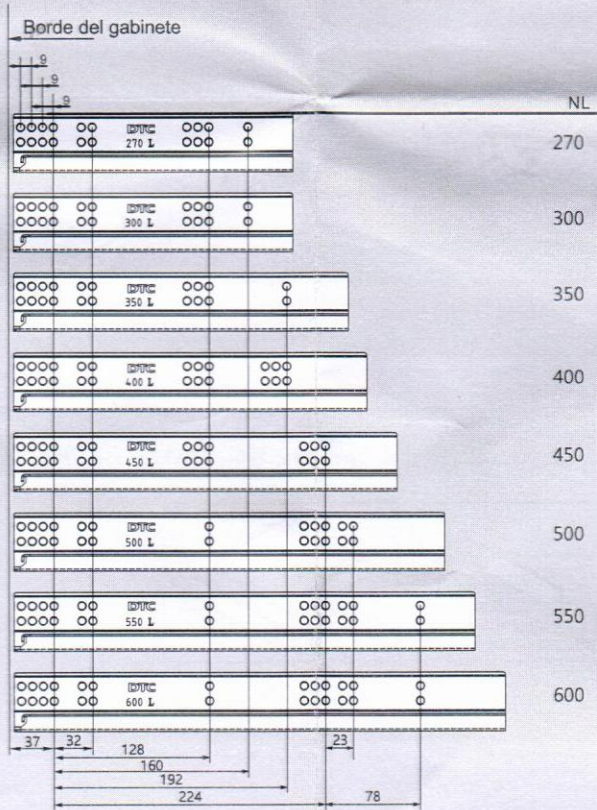 Borde del gabinete
9
9
9
NL
DTC
270 L
270
DTC
300 L
300
DTC
350 L
350
DTC
400 L
400
DTC
450 L
450
DTC
500 L
500
DTC
550 L
550
DTC
600 L
600
37
32
23
128
160
192
224
78